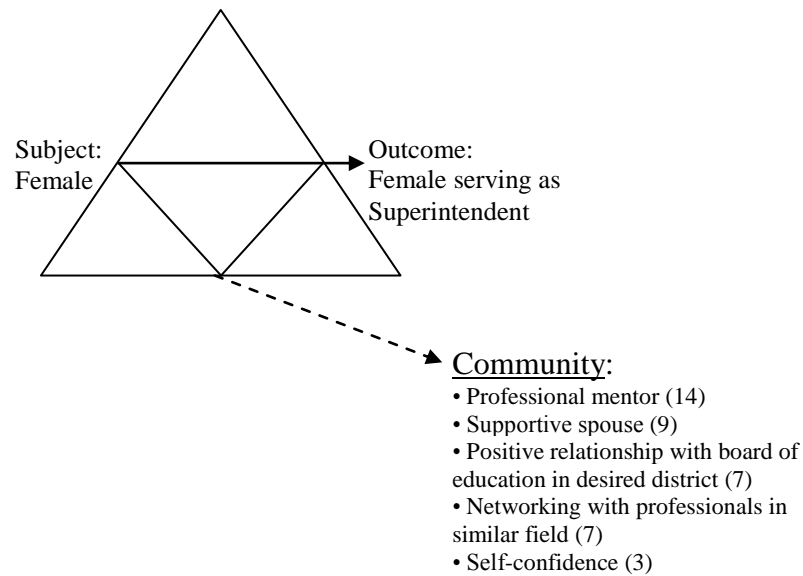 Subject:
Female
Outcome:
Female serving as
Superintendent
Community:
• Professional mentor (14)
• Supportive spouse (9)
• Positive relationship with board of
education in desired district (7)
• Networking with professionals in
similar field (7)
• Self-confidence (3)